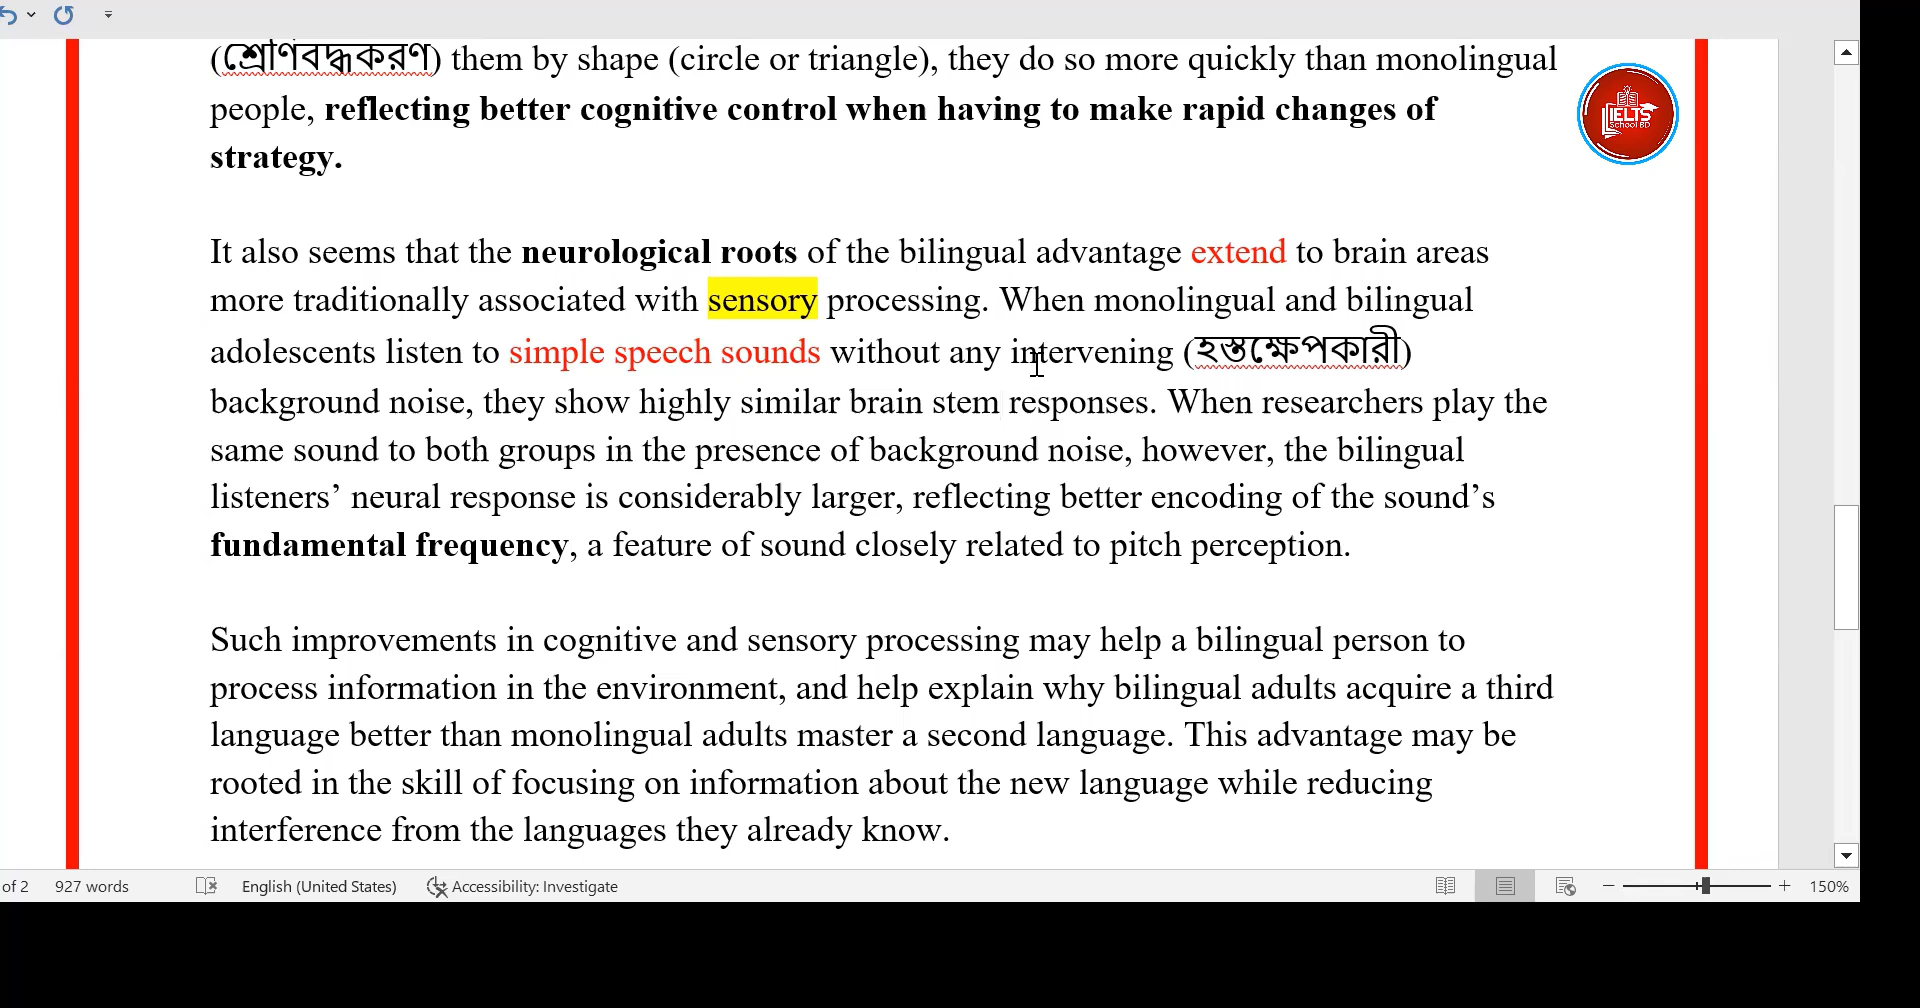 (শ্রেণিবদ্ধকরণ) them by shape (circle or triangle), they do so more quickly than monolingual
people, reflecting better cognitive control when having to make rapid changes of
strategy.
IELTS
School BD
It also seems that the neurological roots of the bilingual advantage extend to brain areas
more traditionally associated with sensory processing. When monolingual and bilingual
adolescents listen to simple speech sounds without any intervening (হস্তক্ষেপকারী)
background noise, they show highly similar brain stem responses. When researchers play the
same sound to both groups in the presence of background noise, however, the bilingual
listeners’ neural response is considerably larger, reflecting better encoding of the sound’s
fundamental frequency, a feature of sound closely related to pitch perception.
Such improvements in cognitive and sensory processing may help a bilingual person to
process information in the environment, and help explain why bilingual adults acquire a third
language better than monolingual adults master a second language. This advantage may be
rooted in the skill of focusing on information about the new language while reducing
interference from the languages they already know.
of 2 927 words English (United States) Accessibility: Investigate 150%